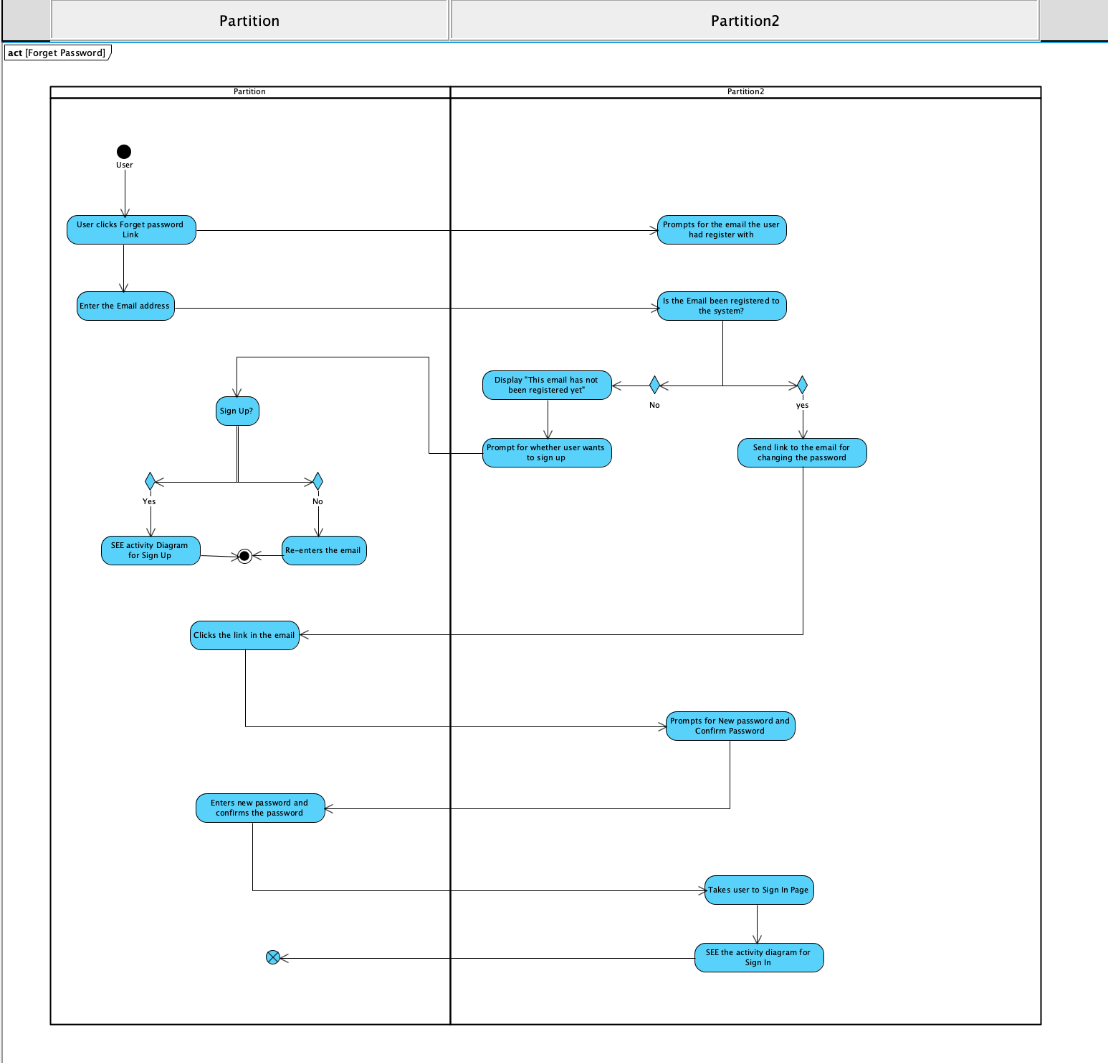 Partition
Partition2
act [Forget Password]
Partition
Partition2
User
User clicks Forget password
Link
Prompts for the email the user
had register with
Enter the Email address
Is the Email been registered to
the system?
Display "This email has not
been registered yet"
No
yes
Sign Up?
Prompt for whether user wants
to sign up
Send link to the email for
changing the password
Yes
No
SEE activity Diagram
for Sign Up
Re-enters the email
Clicks the link in the email
Prompts for New password and
Confirm Password
Enters new password and
confirms the password
Takes user to Sign In Page
SEE the activity diagram for
Sign In